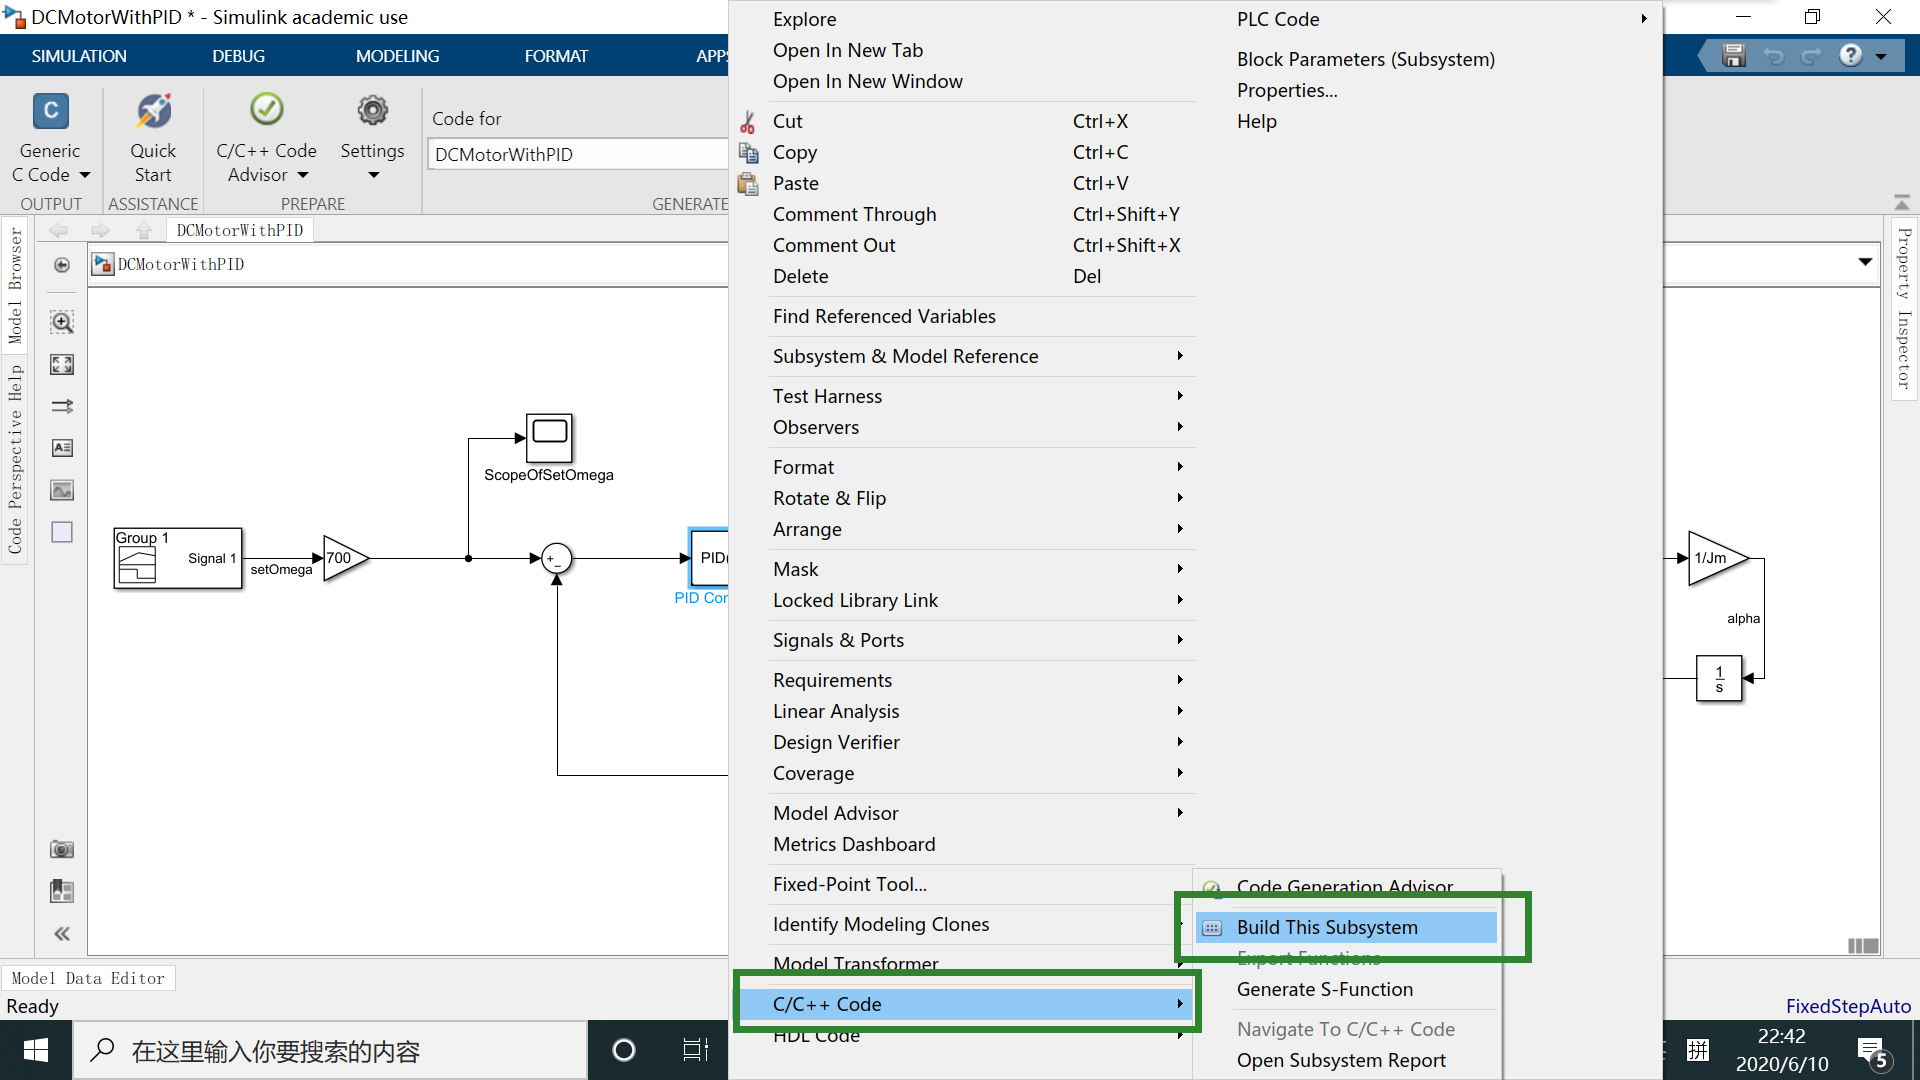 DCMotorWithPID * - Simulink academic use
SIMULATION DEBUG MODELING FORMAT APPS
Generic C Code
Quick Start
C/C++ Code Advisor
Settings
Code for
DCMotorWithPID
OUTPUT ASSISTANCE PREPARE GENERATE
DCMotorWithPID
DCMotorWithPID
Model Browser
Code Perspective Help
Property Inspector
ScopeOfSetOmega
Group 1
Signal 1
setOmega
700
+
-
PID(
PID Con
1/Jm
alpha
1
s
Explore
Open In New Tab
Open In New Window
Cut Ctrl+X
Copy Ctrl+C
Paste Ctrl+V
Comment Through Ctrl+Shift+Y
Comment Out Ctrl+Shift+X
Delete Del
Find Referenced Variables
Subsystem & Model Reference
Test Harness
Observers
Format
Rotate & Flip
Arrange
Mask
Locked Library Link
Signals & Ports
Requirements
Linear Analysis
Design Verifier
Coverage
Model Advisor
Metrics Dashboard
Fixed-Point Tool...
Identify Modeling Clones
Model Transformer
C/C++ Code
HDL Code
PLC Code
Block Parameters (Subsystem)
Properties...
Help
Code Generation Advisor
Build This Subsystem
Export Functions
Generate S-Function
Navigate To C/C++ Code
Open Subsystem Report
Model Data Editor
Ready
FixedStepAuto
在这里输入你要搜索的内容
拼
22:42
2020/6/10
5